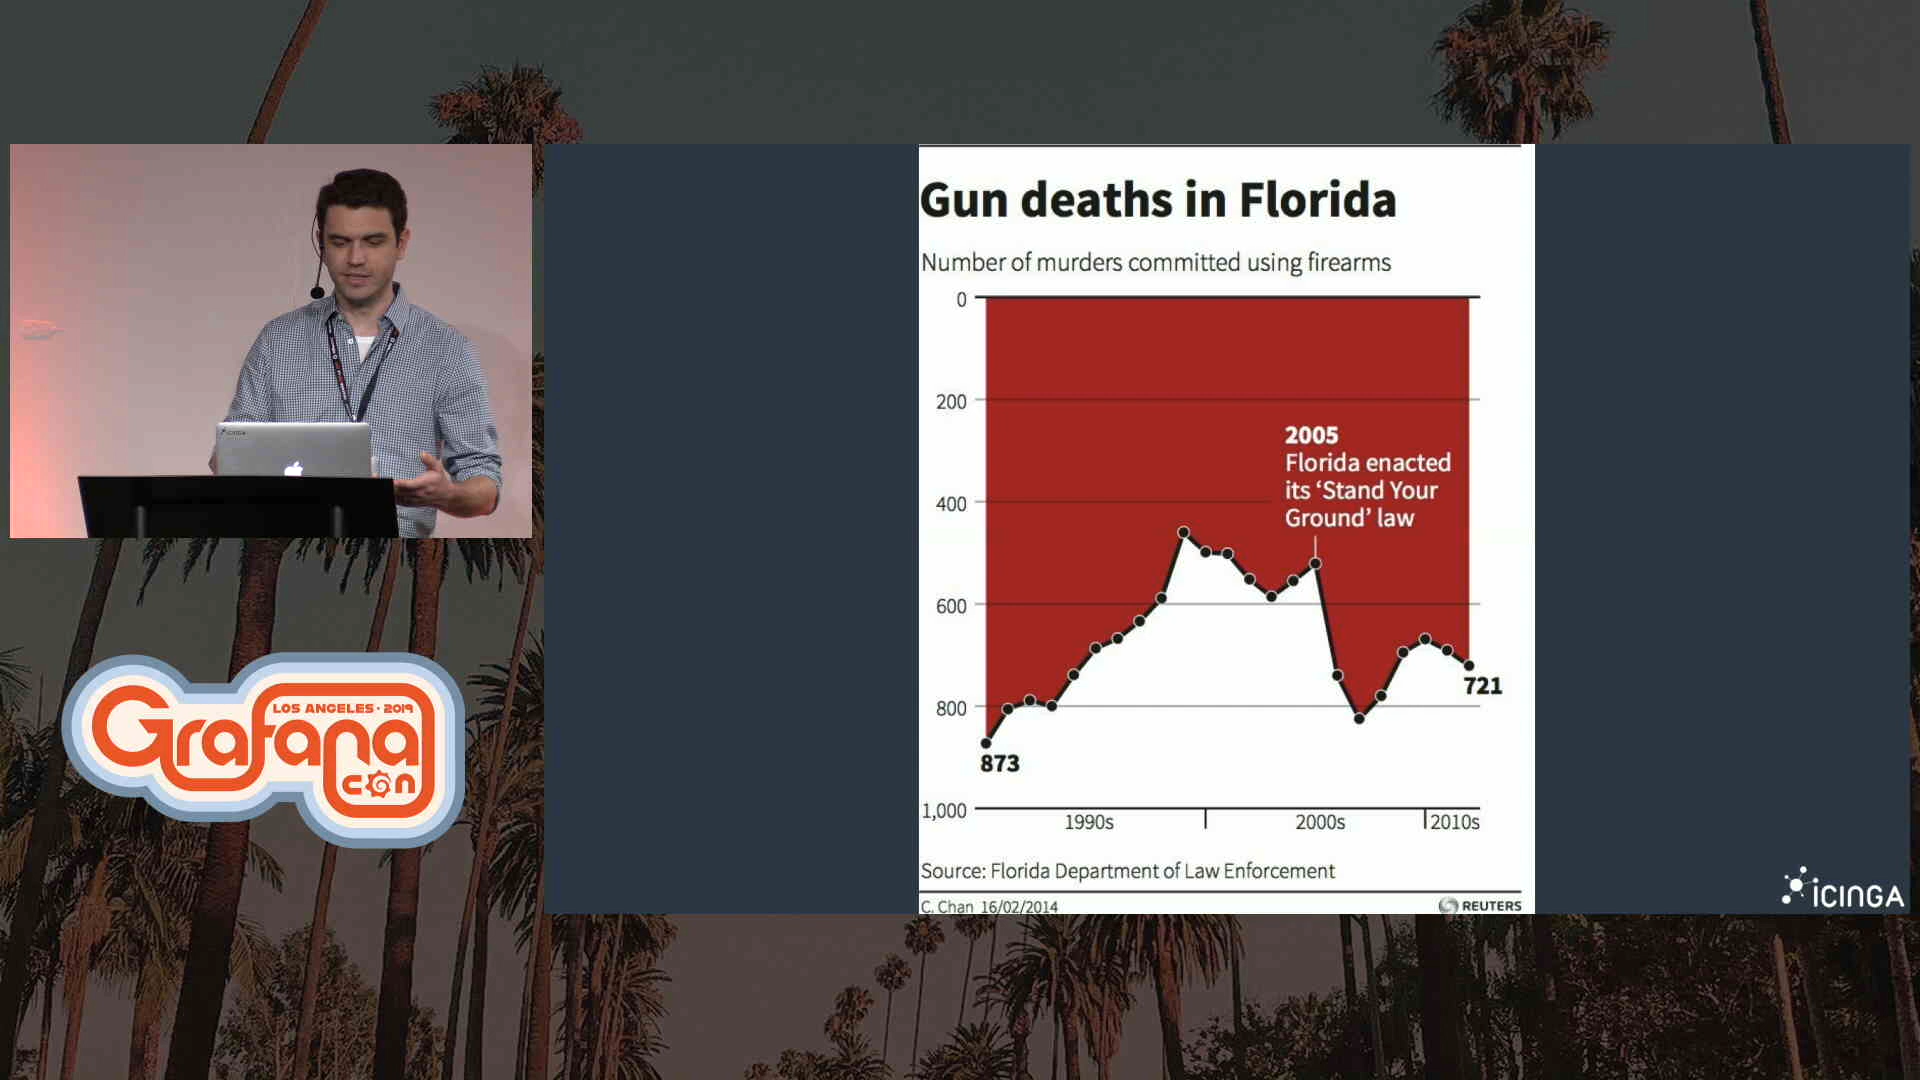 Gun deaths in Florida
Number of murders committed using firearms
0
200
400
600
800
1,000
2005
Florida enacted
its ‘Stand Your
Ground’ law
873
721
1990s
2000s
2010s
Source: Florida Department of Law Enforcement
C. Chan 16/02/2014
REUTERS
ICINGA
ICINGA
LOS ANGELES · 2019
Grafana
con